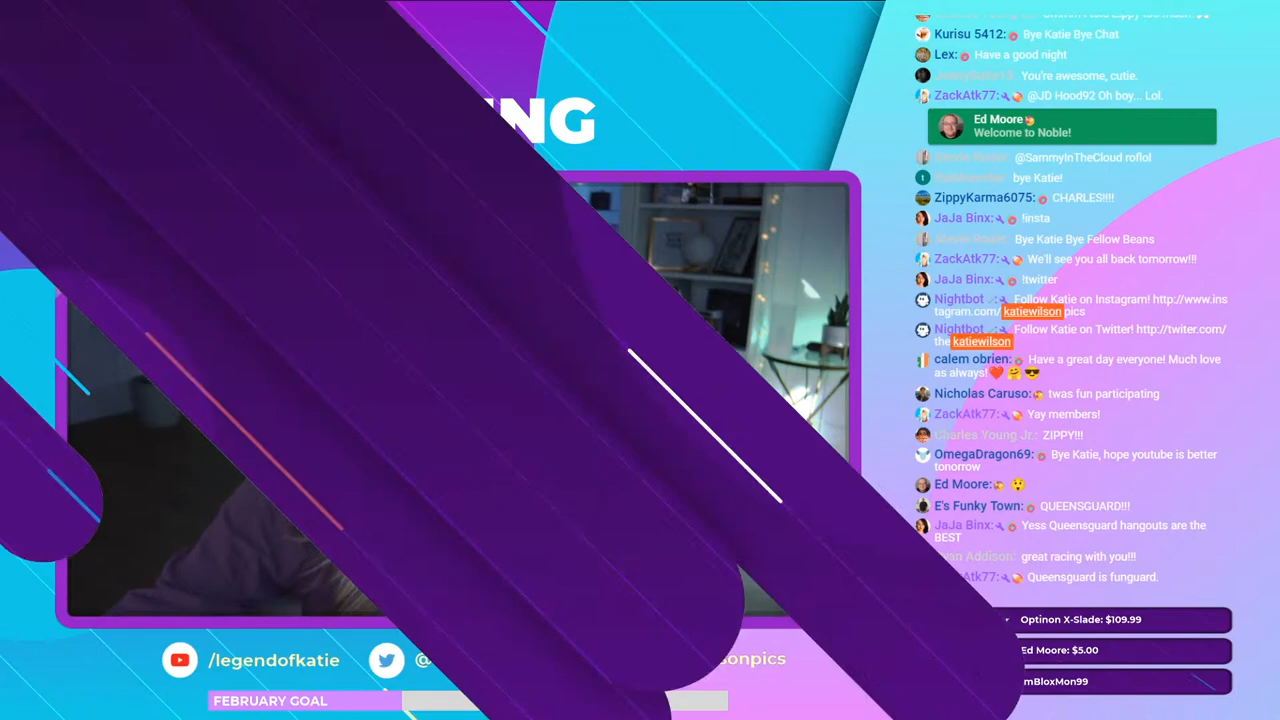 NG
Kurisu 5412: Bye Katie Bye Chat
Lex: Have a good night
You're awesome, cutie.
ZackAtk77: @JD Hood92 Oh boy... Lol.
Ed Moore
Welcome to Noble!
@SammyInTheCloud roflol
bye Katie!
ZippyKarma6075: CHARLES!!!!
JaJa Binx: !insta
Bye Katie Bye Fellow Beans
ZackAtk77: We'll see you all back tomorrow!!!
JaJa Binx: !twitter
Nightbot : Follow Katie on Instagram! http://www.ins
tagram.com/katiewilsonpics
Nightbot : Follow Katie on Twitter! http://twiter.com/
the katiewilson
calem obrien: Have a great day everyone! Much love
as always!❤️🤗😎
Nicholas Caruso: twas fun participating
ZackAtk77: Yay members!
Charles Young Jr.: ZIPPY!!!
OmegaDragon69: Bye Katie, hope youtube is better
tomorrow
Ed Moore: 😲
E's Funky Town: QUEENSGUARD!!!
JaJa Binx: Yess Queensguard hangouts are the
BEST
Addison: great racing with you!!!
Atk77: Queensguard is funguard.
Optinon X-Slade: $109.99
Ed Moore: $5.00
mBloxMon99
/legendofkatie
@
onpics
FEBRUARY GOAL